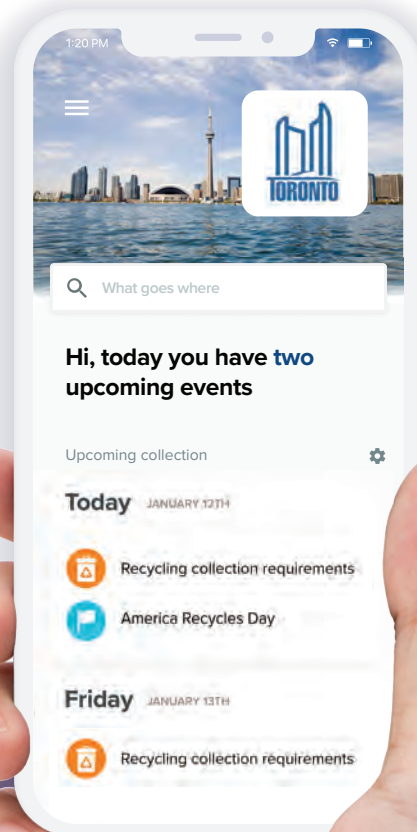 1:20 PM
TORONTO
What goes where
Hi, today you have two
upcoming events
Upcoming collection
Today JANUARY 12TH
Recycling collection requirements
America Recycles Day
Friday JANUARY 13TH
Recycling collection requirements